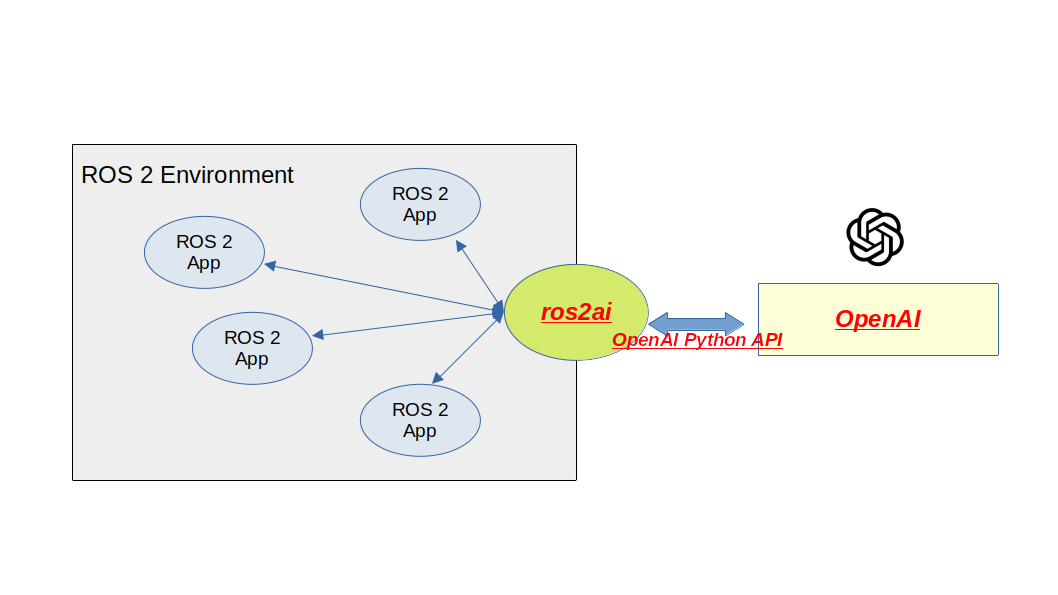 ROS 2 Environment
ROS 2
App
ROS 2
App
ROS 2
App
ROS 2
App
ros2ai
OpenAI Python API
OpenAI